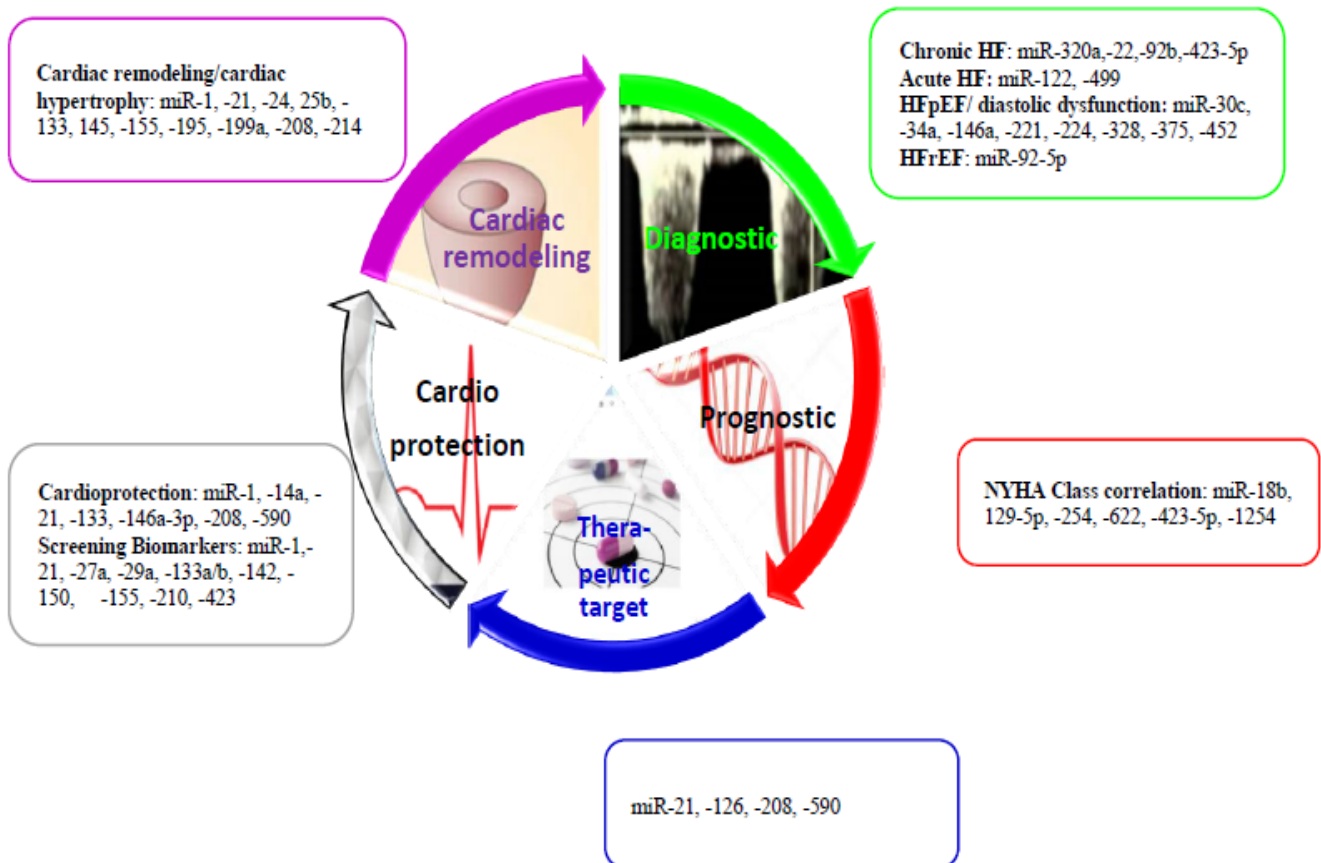 Cardiac remodeling/cardiac
hypertrophy: miR-1, -21, -24, 25b, -
133, 145, -155, -195, -199a, -208, -214
Chronic HF: miR-320a,-22,-92b,-423-5p
Acute HF: miR-122, -499
HFpEF/ diastolic dysfunction: miR-30c,
-34a, -146a, -221, -224, -328, -375, -452
HFrEF: miR-92-5p
Cardiac
remodeling
Diagnostic
Cardio
protection
Prognostic
Thera-
peutic
target
Cardioprotection: miR-1, -14a, -
21, -133, -146a-3p, -208, -590
Screening Biomarkers: miR-1,-
21, -27a, -29a, -133a/b, -142, -
150, -155, -210, -423
NYHA Class correlation: miR-18b,
129-5p, -254, -622, -423-5p, -1254
miR-21, -126, -208, -590